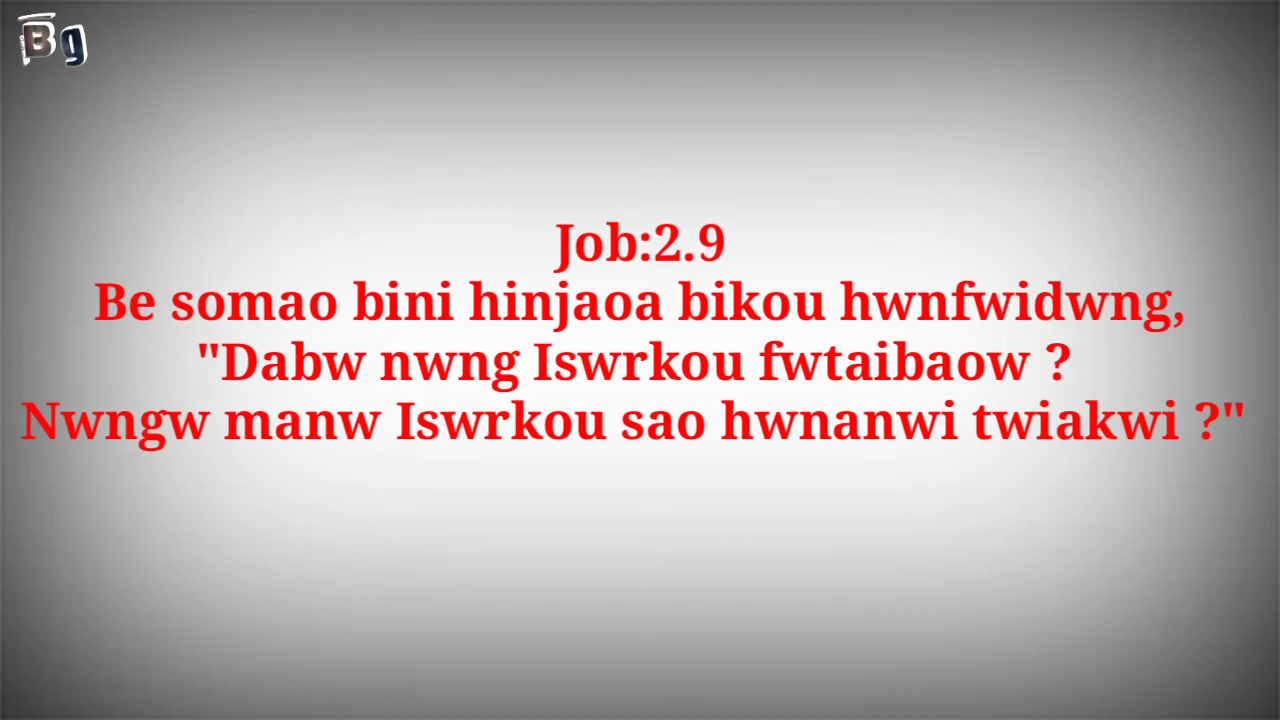 Bg
Job:2.9
Be somao bini hinjaoa bikou hwnfwidwng,
"Dabw nwng Iswrkou fwtaibaow ?
Nwngw manw Iswrkou sao hwnanwi twiakwi ?"